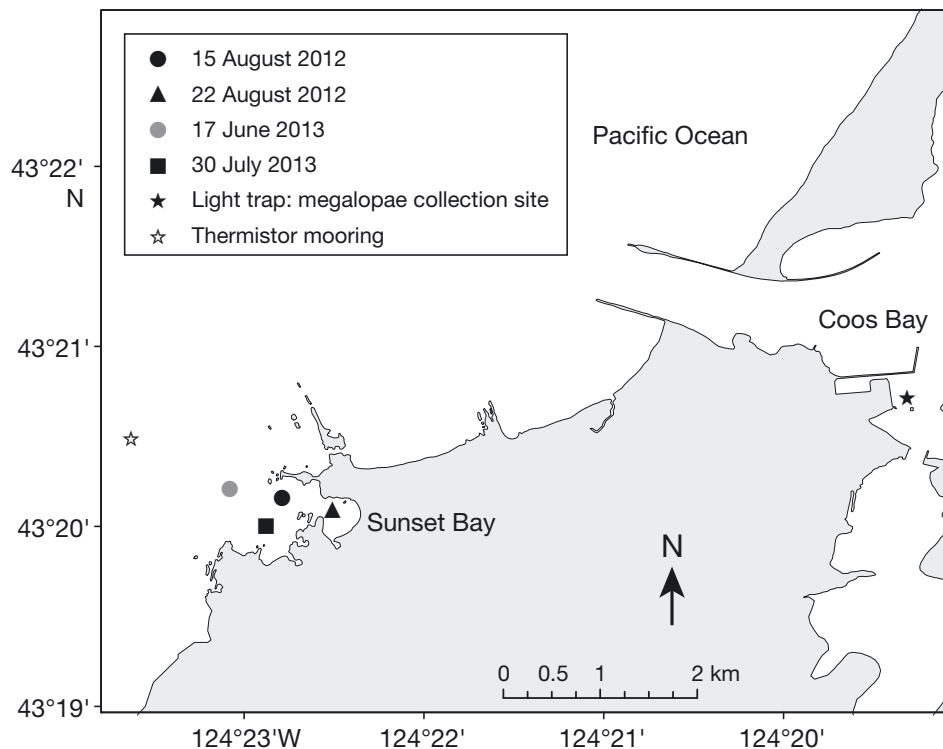 15 August 2012
22 August 2012
17 June 2013
30 July 2013
Light trap: megalopae collection site
Thermistor mooring
Pacific Ocean
43°22'
N
Coos Bay
43°21'
Sunset Bay
43°20'
N
0 0.5 1 2 km
43°19'
124°23'W 124°22' 124°21' 124°20'